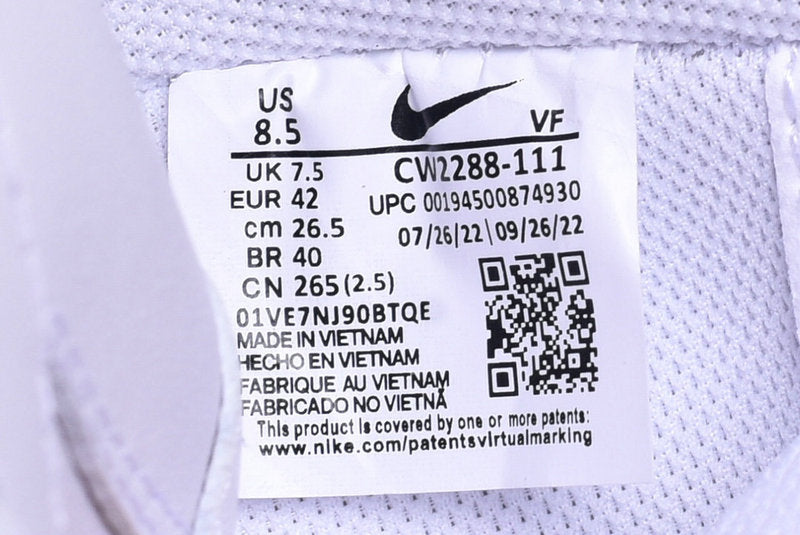 US
8.5
VF
UK 7.5
CW2288-111
EUR 42
UPC 00194500874930
cm 26.5
07/26/22\09/26/22
BR 40
CN 265(2.5)
01VE7NJ90BTQE
MADE IN VIETNAM
HECHO EN VIETNAM
FABRIQUE AU VIETNAM
FABRICADO NO VIETNÃ
This product is covered by one or more patents:
www.nike.com/patentsvirtualmarking